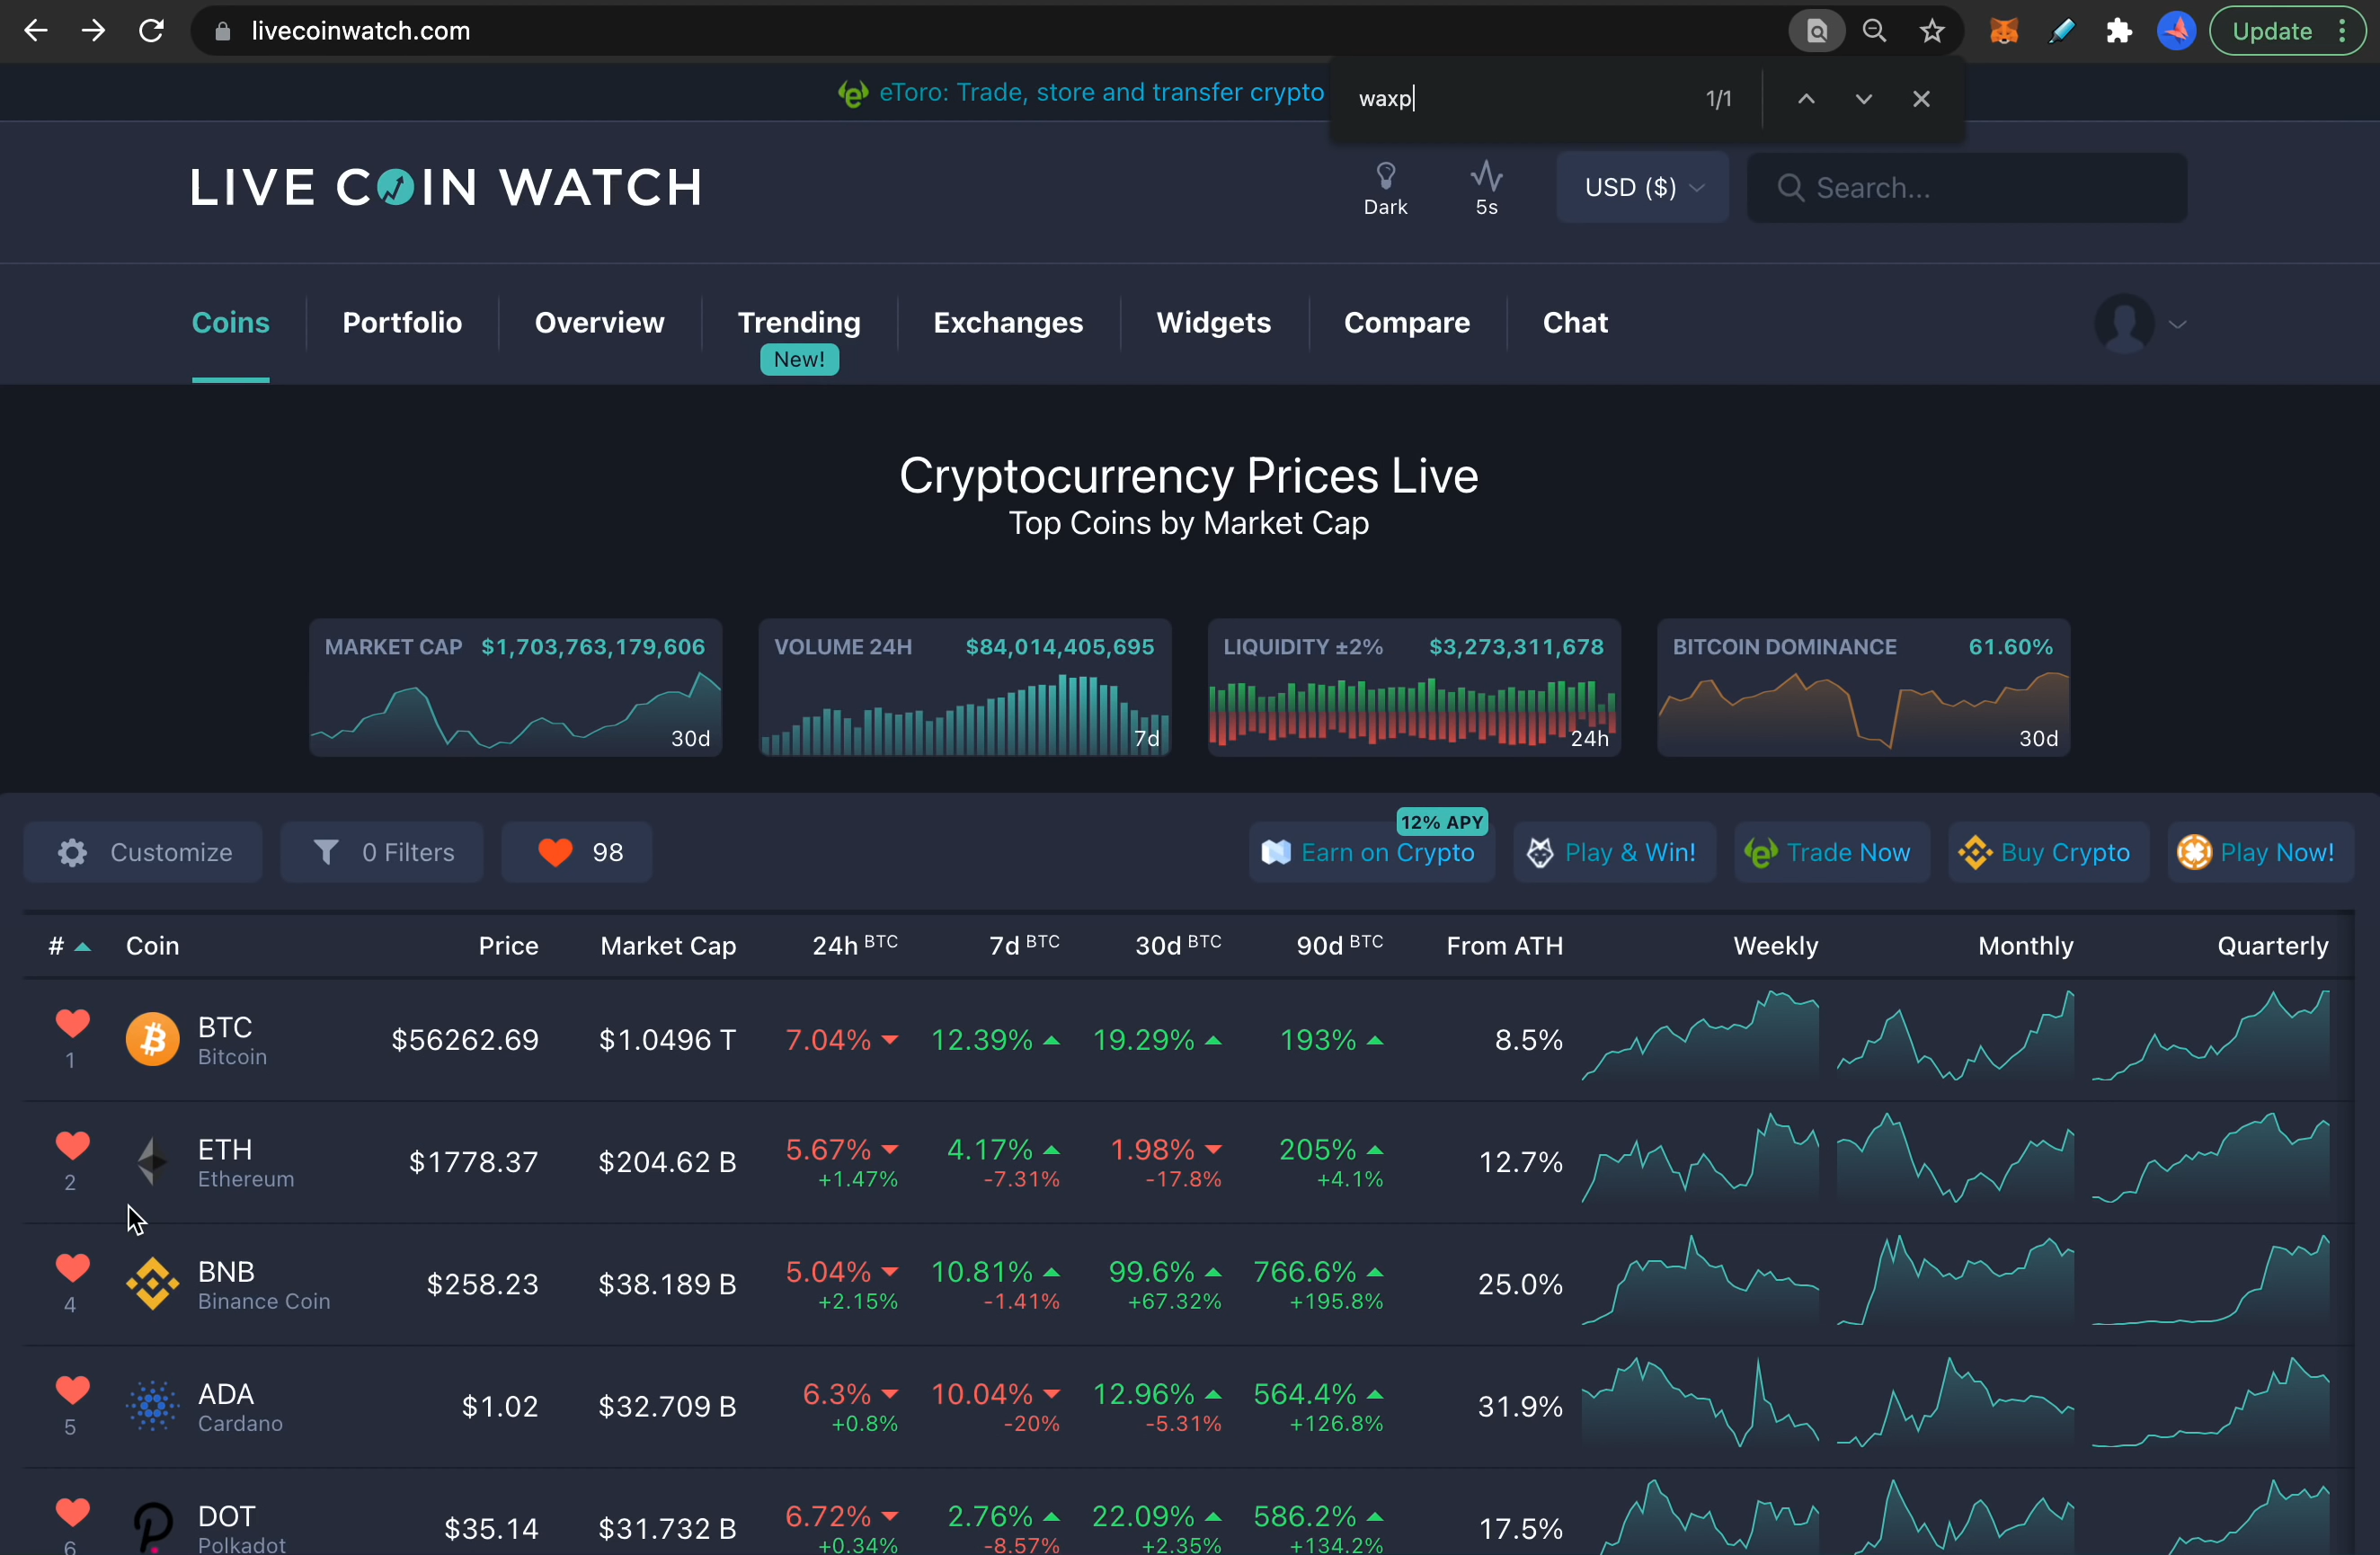 livecoinwatch.com
Update
eToro: Trade, store and transfer crypto
waxp
1/1
LIVE COIN WATCH
Dark
5s
USD ($)
Search...
Coins
Portfolio
Overview
Trending
New!
Exchanges
Widgets
Compare
Chat
Cryptocurrency Prices Live
Top Coins by Market Cap
MARKET CAP $1,703,763,179,606
30d
VOLUME 24H $84,014,405,695
7d
LIQUIDITY ±2% $3,273,311,678
24h
BITCOIN DOMINANCE 61.60%
30d
Customize
0 Filters
98
12% APY
Earn on Crypto
Play & Win!
Trade Now
Buy Crypto
Play Now!
# Coin Price Market Cap 24h BTC 7d BTC 30d BTC 90d BTC From ATH Weekly Monthly Quarterly
BTC $56262.69 $1.0496 T 7.04% 12.39% 19.29% 193% 8.5%
1 Bitcoin
ETH $1778.37 $204.62 B 5.67% 4.17% 1.98% 205% 12.7%
2 Ethereum +1.47% -7.31% -17.8% +4.1%
BNB $258.23 $38.189 B 5.04% 10.81% 99.6% 766.6% 25.0%
4 Binance Coin +2.15% -1.41% +67.32% +195.8%
ADA $1.02 $32.709 B 6.3% 10.04% 12.96% 564.4% 31.9%
5 Cardano +0.8% -20% -5.31% +126.8%
DOT $35.14 $31.732 B 6.72% 2.76% 22.09% 586.2% 17.5%
6 Polkadot +0.34% -8.57% +2.35% +134.2%